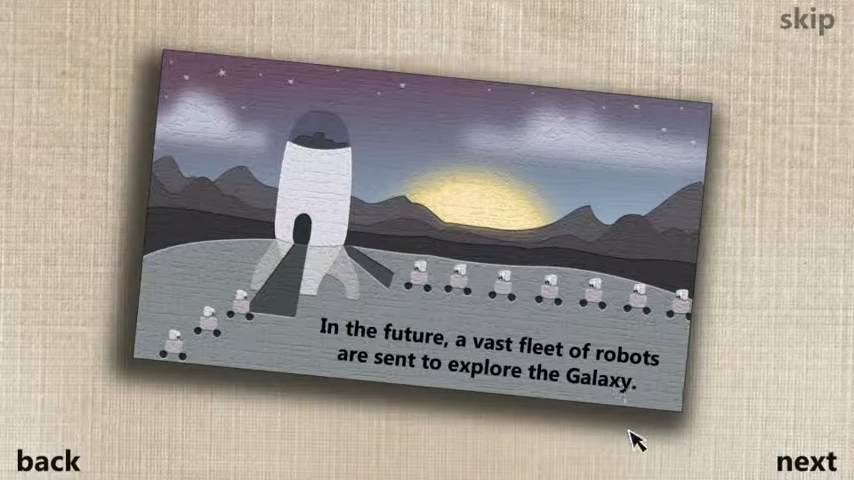 skip
In the future, a vast fleet of robots
are sent to explore the Galaxy.
back
next